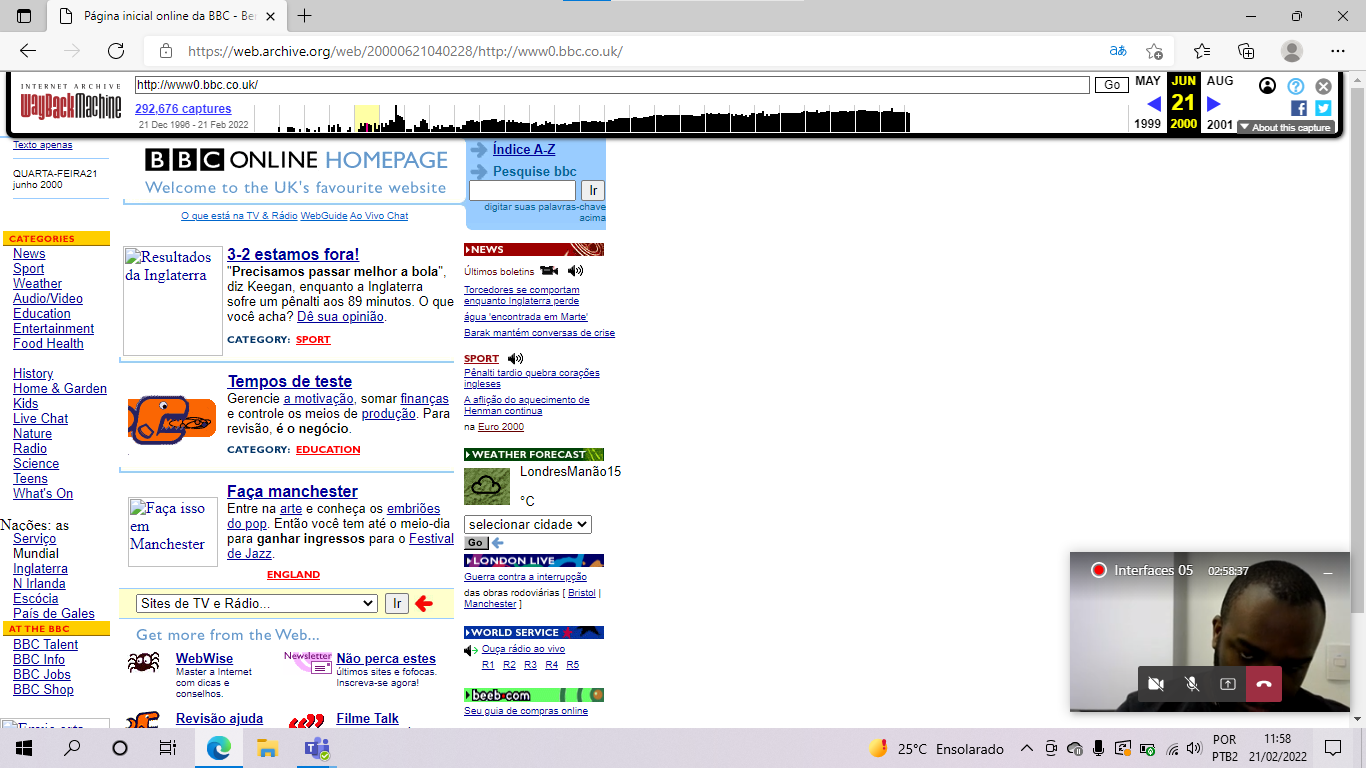 Página inicial online da BBC - Ber
https://web.archive.org/web/20000621040228/http://www0.bbc.co.uk/
INTERNET ARCHIVE
WayBackMachine
http://www0.bbc.co.uk/
Go
MAY
JUN
AUG
292,676 captures
21 Dec 1996 - 21 Feb 2022
21
1999
2000
2001
About this capture
Texto apenas
QUARTA-FEIRA21
junho 2000
BBC ONLINE HOMEPAGE
Welcome to the UK's favourite website
O que está na TV & Rádio WebGuide Ao Vivo Chat
Índice A-Z
Pesquise bbc
Ir
digitar suas palavras-chave
acima
CATEGORIES
News
Sport
Weather
Audio/Video
Education
Entertainment
Food Health
History
Home & Garden
Kids
Live Chat
Nature
Radio
Science
Teens
What's On
Nações: as
Serviço
Mundial
Inglaterra
N Irlanda
Escócia
País de Gales
AT THE BBC
BBC Talent
BBC Info
BBC Jobs
BBC Shop
Resultados
da Inglaterra
3-2 estamos fora!
"Precisamos passar melhor a bola",
diz Keegan, enquanto a Inglaterra
sofre um pênalti aos 89 minutos. O que
você acha? Dê sua opinião.
CATEGORY: SPORT
Tempos de teste
Gerencie a motivação, somar finanças
e controle os meios de produção. Para
revisão, é o negócio.
CATEGORY: EDUCATION
Faça isso
em
Manchester
Faça manchester
Entre na arte e conheça os embriões
do pop. Então você tem até o meio-dia
para ganhar ingressos para o Festival
de Jazz.
ENGLAND
Sites de TV e Rádio...
Ir
Get more from the Web...
WebWise
Master a Internet
com dicas e
conselhos.
Newsletter
Não perca estes
últimos sites e fofocas.
Inscreva-se agora!
Revisão ajuda
Filme Talk
NEWS
Últimos boletins
Torcedores se comportam
enquanto Inglaterra perde
água 'encontrada em Marte'
Barak mantém conversas de crise
SPORT
Pênalti tardio quebra corações
ingleses
A aflição do aquecimento de
Henman continua
na Euro 2000
WEATHER FORECAST
LondresManão15
°C
selecionar cidade
Go
LONDON LIVE
Guerra contra a interrupção
das obras rodoviárias [ Bristol |
Manchester ]
WORLD SERVICE
Ouça rádio ao vivo
R1 R2 R3 R4 R5
beeb.com
Seu guia de compras online
Interfaces 05 02:58:37
25°C Ensolarado
POR
PTB2
11:58
21/02/2022